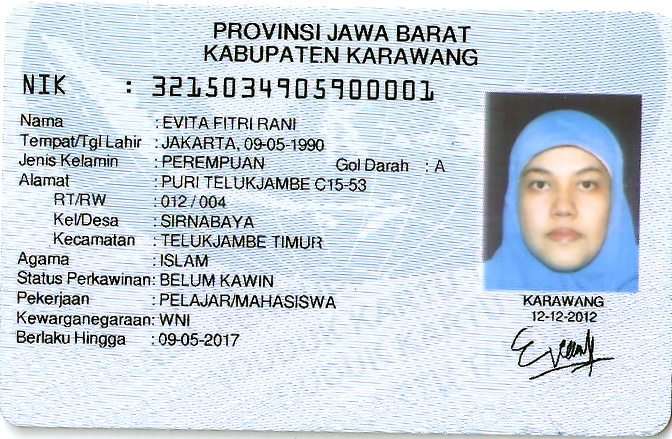 PROVINSI JAWA BARAT
KABUPATEN KARAWANG
NIK : 3215034905900001
Nama : EVITA FITRI RANI
Tempat/Tgl Lahir : JAKARTA, 09-05-1990
Jenis Kelamin : PEREMPUAN Gol Darah : A
Alamat : PURI TELUKJAMBE C15-53
RT/RW : 012 / 004
Kel/Desa : SIRNABAYA
Kecamatan : TELUKJAMBE TIMUR
Agama : ISLAM
Status Perkawinan: BELUM KAWIN
Pekerjaan : PELAJAR/MAHASISWA
Kewarganegaraan: WNI
Berlaku Hingga : 09-05-2017
KARAWANG
12-12-2012